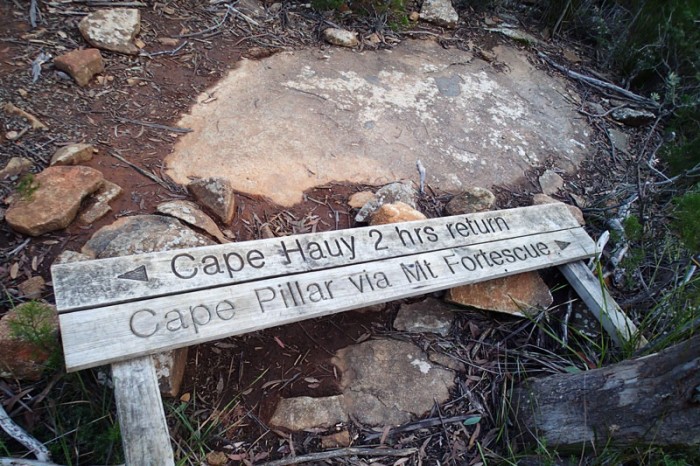 Cape Hauy 2 hrs return
Cape Pillar via Mt Fortescue